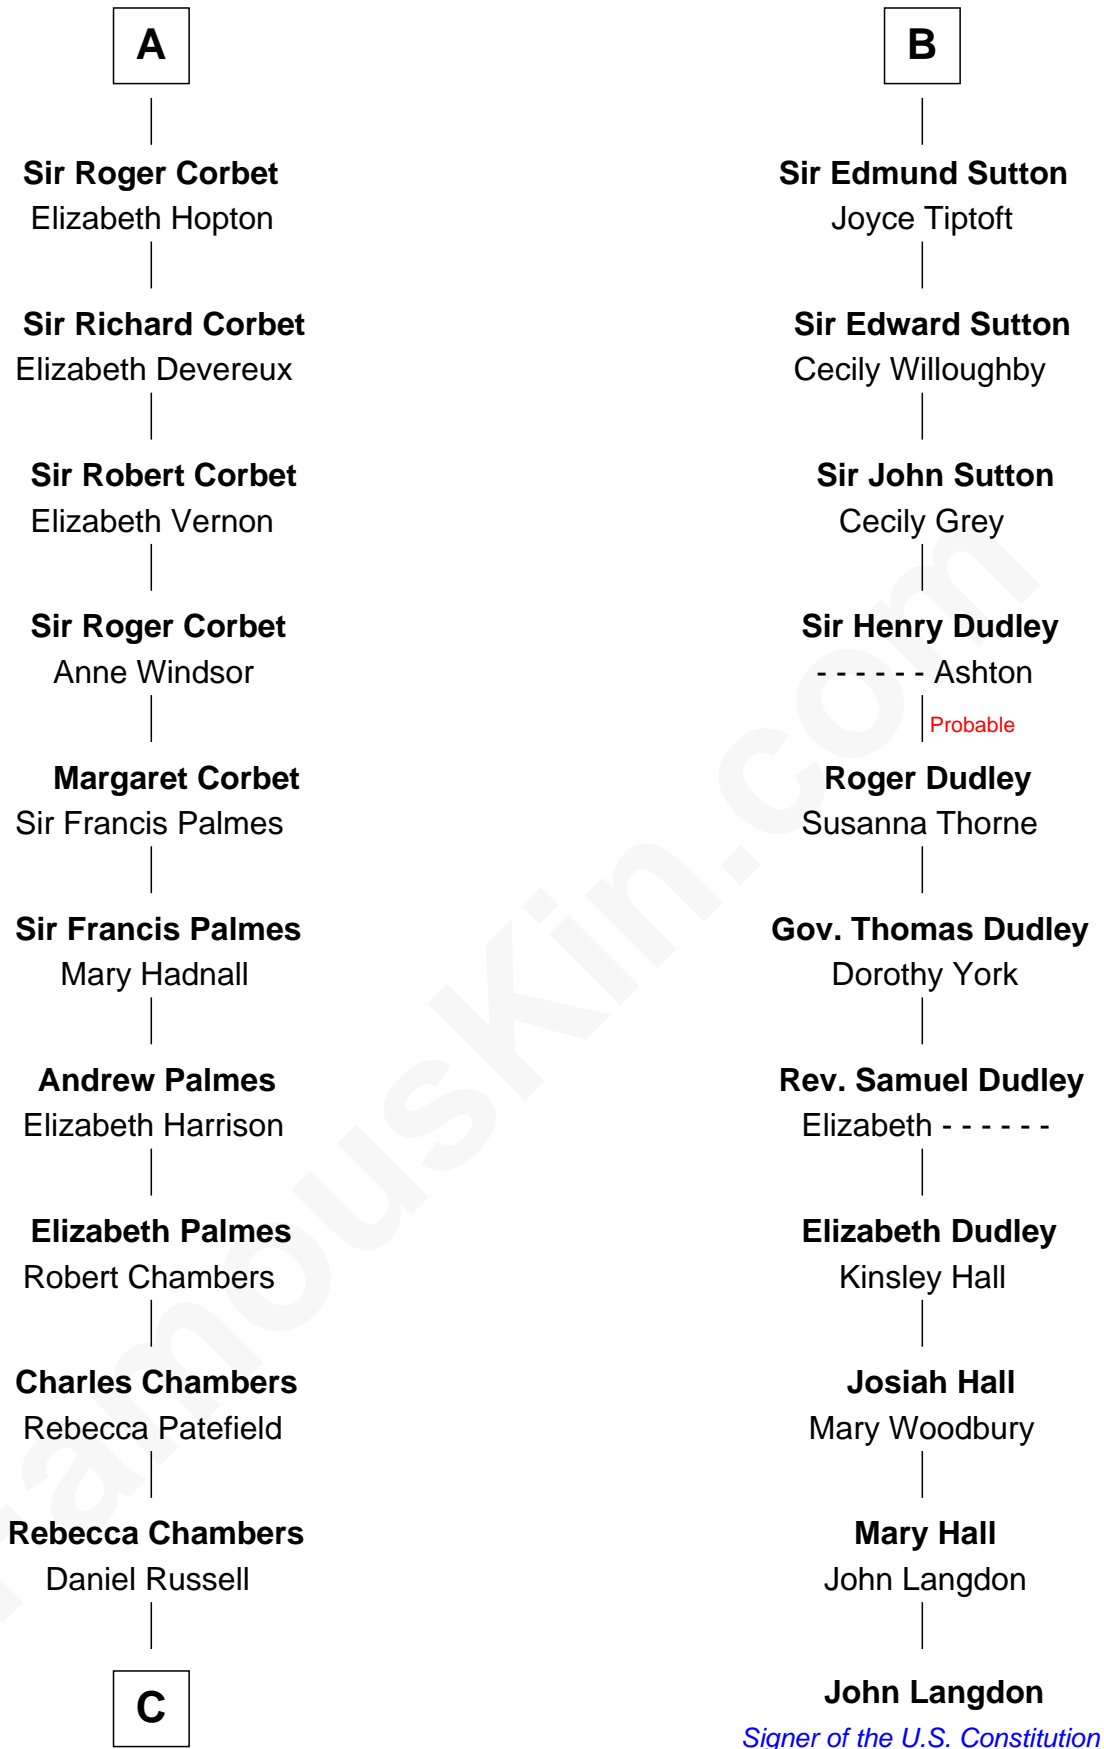 A
Sir Roger Corbet
Elizabeth Hopton
Sir Richard Corbet
Elizabeth Devereux
Sir Robert Corbet
Elizabeth Vernon
Sir Roger Corbet
Anne Windsor
Margaret Corbet
Sir Francis Palmes
Sir Francis Palmes
Mary Hadnall
Andrew Palmes
Elizabeth Harrison
Elizabeth Palmes
Robert Chambers
Charles Chambers
Rebecca Patefield
Rebecca Chambers
Daniel Russell
C
B
Sir Edmund Sutton
Joyce Tiptoft
Sir Edward Sutton
Cecily Willoughby
Sir John Sutton
Cecily Grey
Sir Henry Dudley
- - - - - - Ashton
Probable
Roger Dudley
Susanna Thorne
Gov. Thomas Dudley
Dorothy York
Rev. Samuel Dudley
Elizabeth - - - - - -
Elizabeth Dudley
Kinsley Hall
Josiah Hall
Mary Woodbury
Mary Hall
John Langdon
John Langdon
Signer of the U.S. Constitution
FamousKin.com